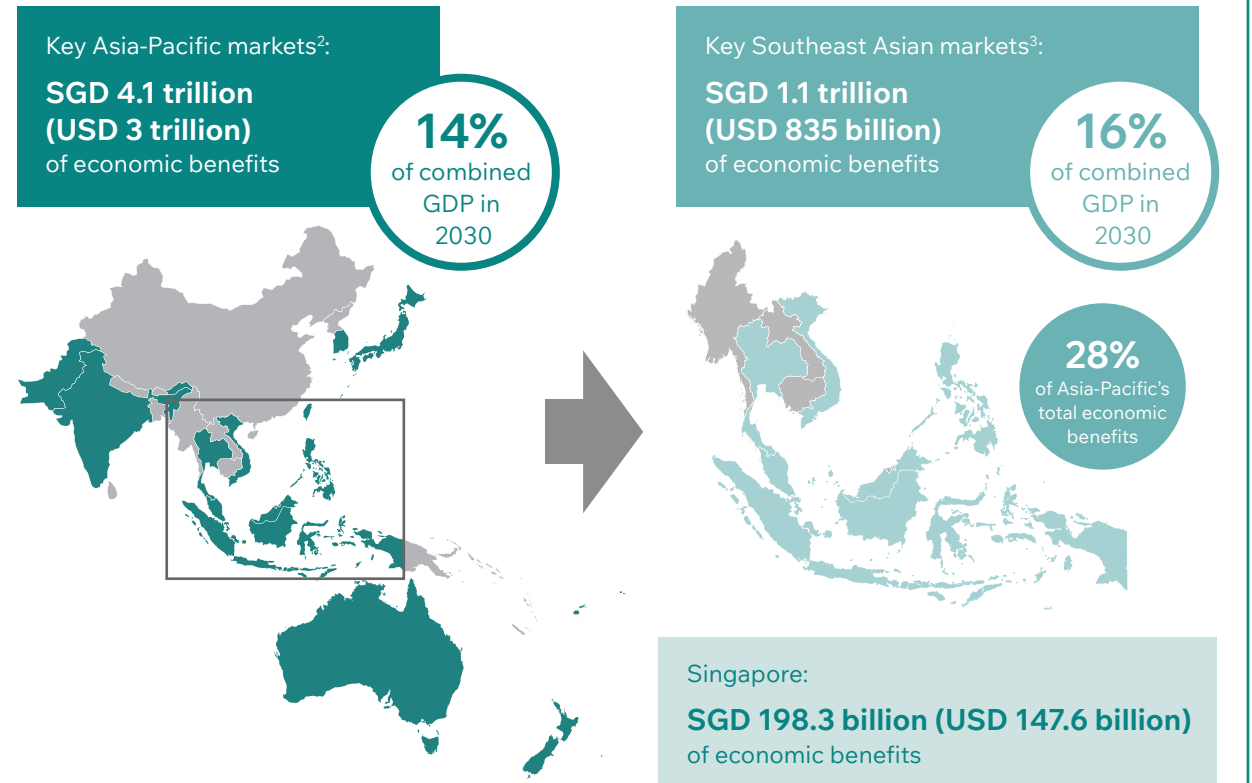 Key Asia-Pacific markets²:
SGD 4.1 trillion
(USD 3 trillion)
of economic benefits
14%
of combined
GDP in
2030
Key Southeast Asian markets³:
SGD 1.1 trillion
(USD 835 billion)
of economic benefits
16%
of combined
GDP in
2030
28%
of Asia-Pacific’s
total economic
benefits
Singapore:
SGD 198.3 billion (USD 147.6 billion)
of economic benefits